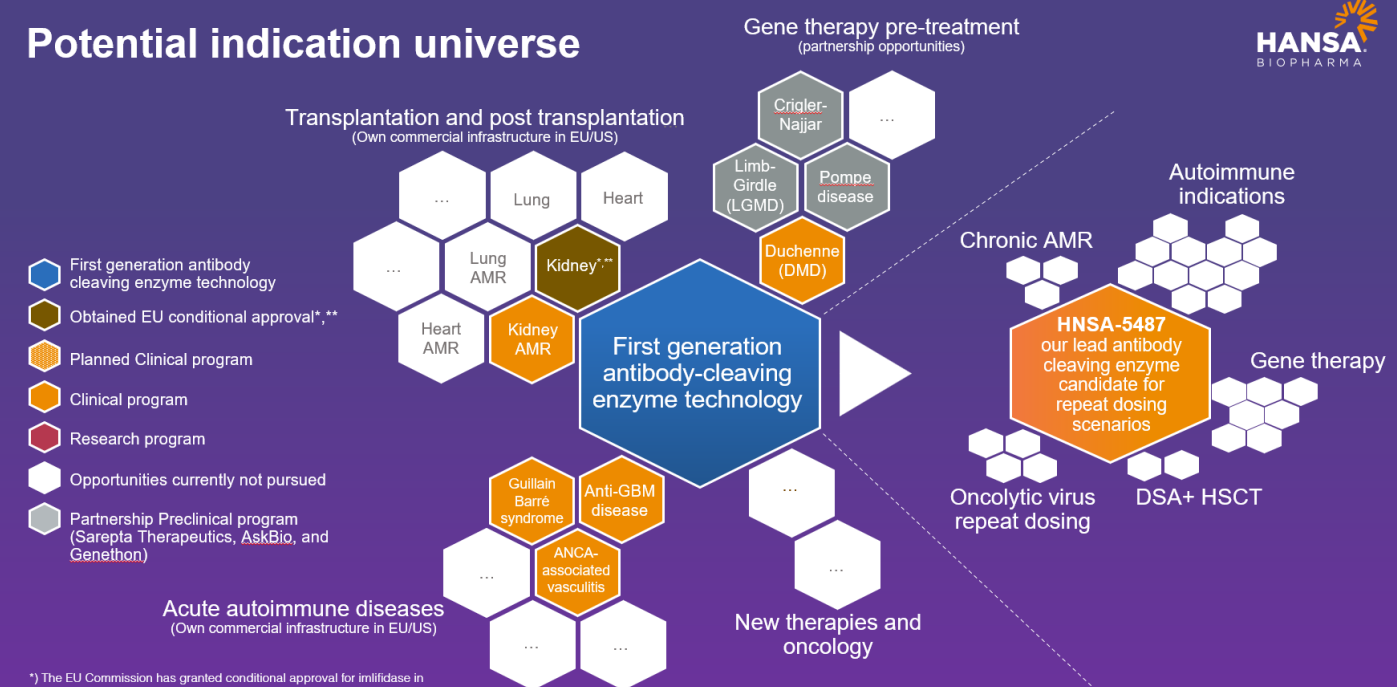 Potential indication universe
HANSA
BIOPHARMA
Gene therapy pre-treatment
(partnership opportunities)
Crigler-
Najjar
...
Limb-
Girdle
(LGMD)
Pompe
disease
Duchenne
(DMD)
Transplantation and post transplantation
(Own commercial infrastructure in EU/US)
...
Lung
Heart
...
Lung
AMR
Kidney*,**
Heart
AMR
Kidney
AMR
First generation antibody
cleaving enzyme technology
Obtained EU conditional approval*,**
Planned Clinical program
Clinical program
Research program
Opportunities currently not pursued
Partnership Preclinical program
(Sarepta Therapeutics, AskBio, and
Genethon)
First generation
antibody-cleaving
enzyme technology
Autoimmune
indications
Chronic AMR
HNSA-5487
our lead antibody
cleaving enzyme
candidate for
repeat dosing
scenarios
Gene therapy
Oncolytic virus
repeat dosing
DSA+ HSCT
Guillain
Barré
syndrome
Anti-GBM
disease
...
ANCA-
associated
vasculitis
...
...
Acute autoimmune diseases
(Own commercial infrastructure in EU/US)
...
...
New therapies and
oncology
*) The EU Commission has granted conditional approval for imlifidase in